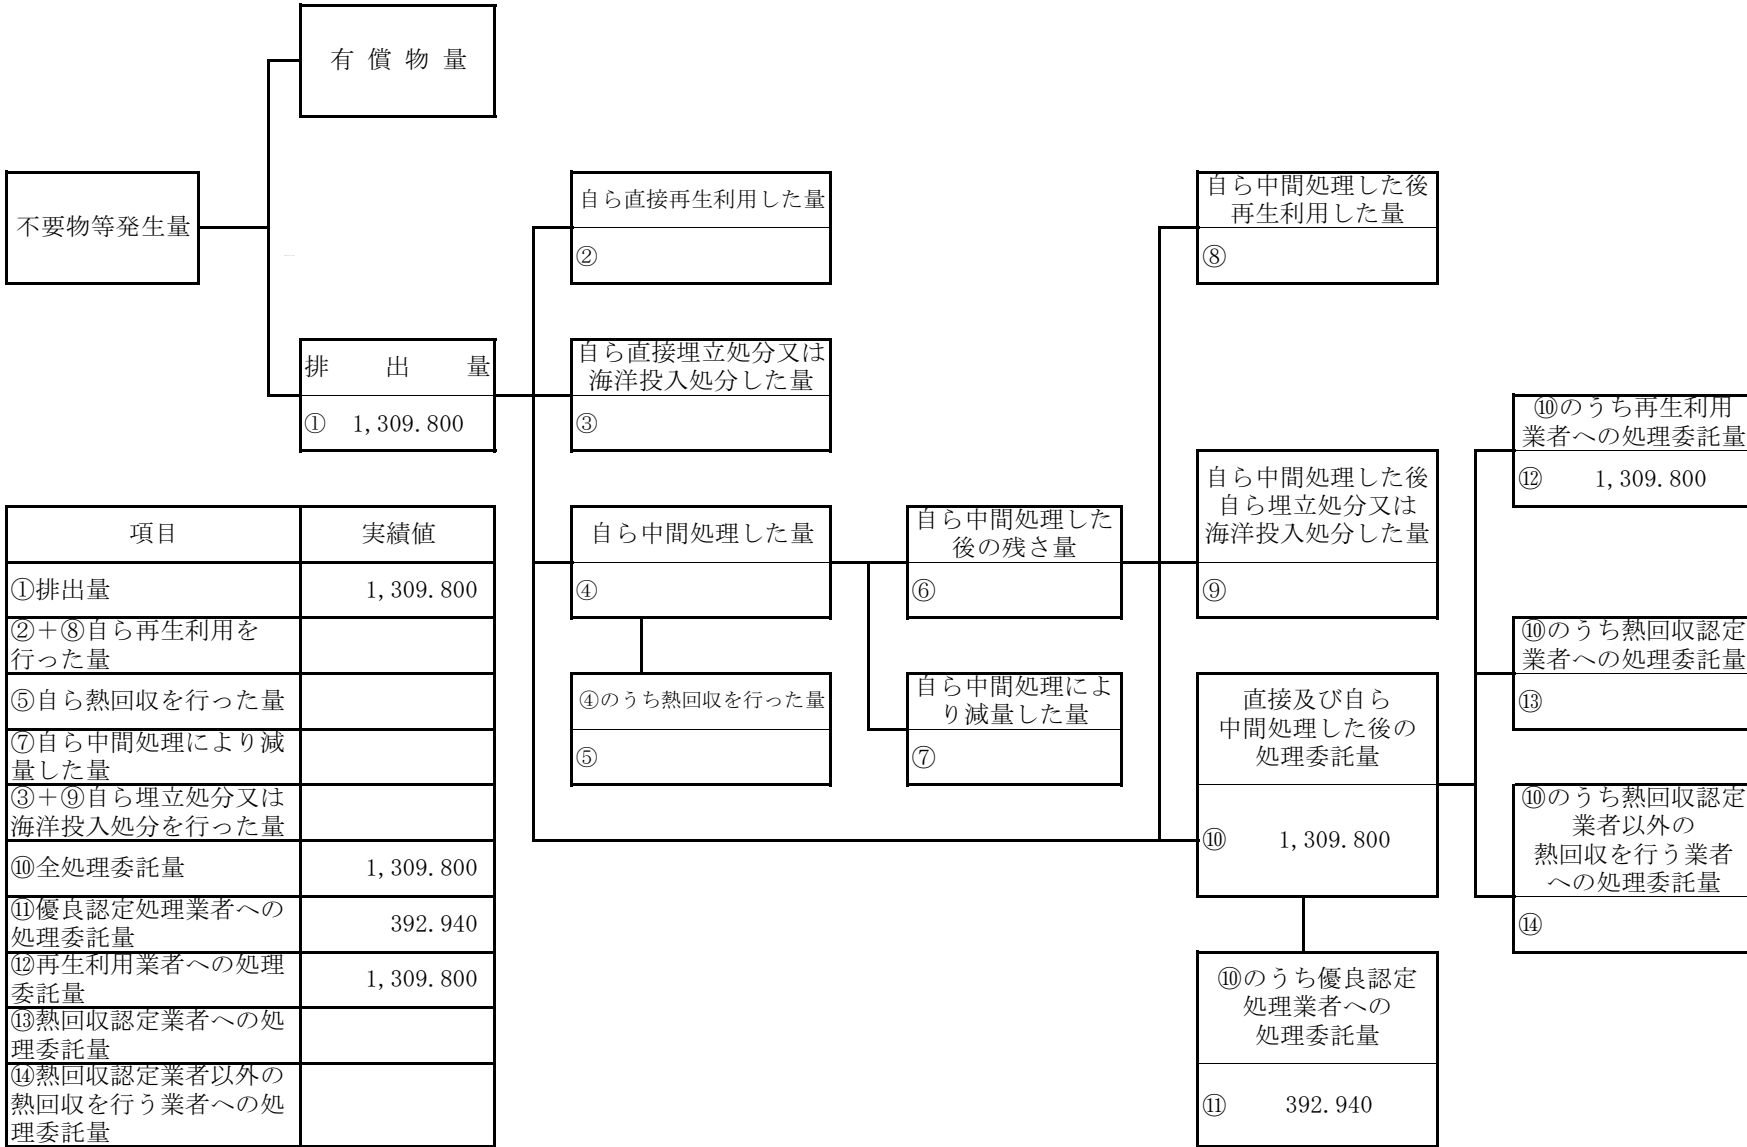 有償物量
不要物等発生量
自ら直接再生利用した量
②
自ら中間処理した後
再生利用した量
⑧
排出量
① 1,309.800
自ら直接埋立処分又は
海洋投入処分した量
③
⑩のうち再生利用
業者への処理委託量
⑫ 1,309.800
自ら中間処理した量
④
自ら中間処理した
後の残さ量
⑥
自ら中間処理した後
自ら埋立処分又は
海洋投入処分した量
⑨
⑩のうち熱回収認定
業者への処理委託量
⑬
④のうち熱回収を行った量
⑤
自ら中間処理によ
り減量した量
⑦
直接及び自ら
中間処理した後の
処理委託量
⑩ 1,309.800
⑩のうち熱回収認定
業者以外の
熱回収を行う業者
への処理委託量
⑭
⑩のうち優良認定
処理業者への
処理委託量
⑪ 392.940
項目 実績値
①排出量 1,309.800
②＋⑧自ら再生利用を
行った量
⑤自ら熱回収を行った量
⑦自ら中間処理により減
量した量
③＋⑨自ら埋立処分又は
海洋投入処分を行った量
⑩全処理委託量 1,309.800
⑪優良認定処理業者への
処理委託量 392.940
⑫再生利用業者への処理
委託量 1,309.800
⑬熱回収認定業者への処
理委託量
⑭熱回収認定業者以外の
熱回収を行う業者への処
理委託量